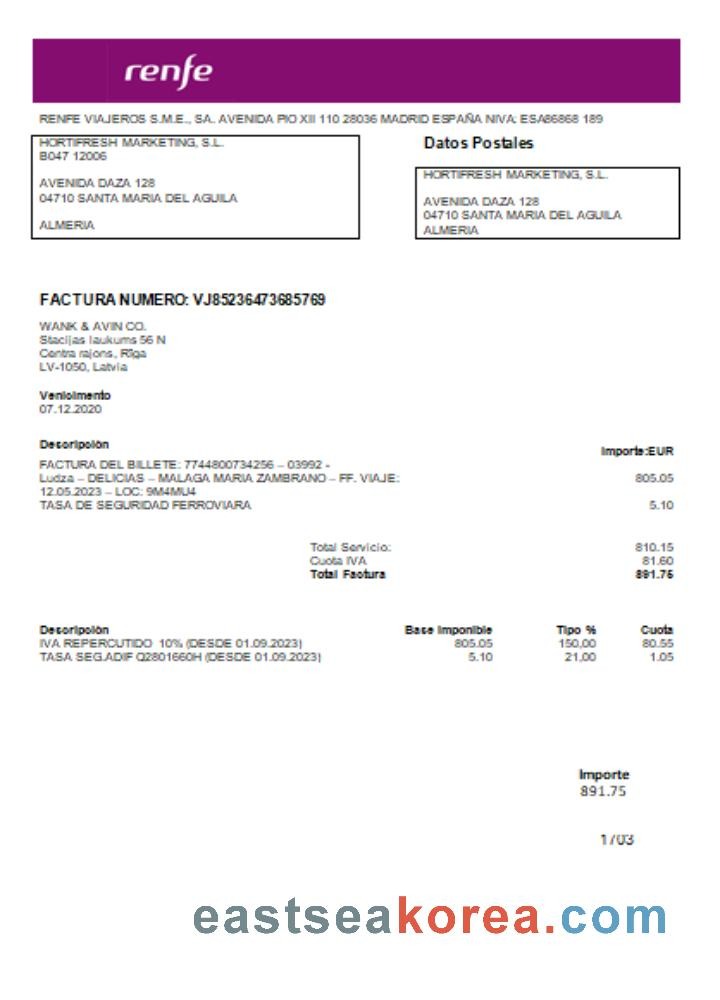 renfe
RENFE VIAJEROS S.M.E., SA. AVENIDA PIO XII 110 28036 MADRID ESPAÑA NIVA: ESA86868 189
HORTIFRESH MARKETING, S.L.
B047 12006
AVENIDA DAZA 128
04710 SANTA MARIA DEL AGUILA
ALMERIA
Datos Postales
HORTIFRESH MARKETING, S.L.
AVENIDA DAZA 128
04710 SANTA MARIA DEL AGUILA
ALMERIA
FACTURA NUMERO: VJ85236473685769
WANK & AVIN CO.
Stacijas laukums 56 N
Centra rajons, Rīga
LV-1050, Latvia
Venicimento
07.12.2020
Descripción Importe:EUR
FACTURA DEL BILLETE: 7744800734256 – 03992 -
Ludza – DELICIAS – MALAGA MARIA ZAMBRANO – FF. VIAJE: 805.05
12.05.2023 – LOC: 9M4MU4
TASA DE SEGURIDAD FERROVIARA 5.10
Total Servicio: 810.15
Cuota IVA 81.60
Total Factura 891.75
Descripción Base Imponible Tipo % Cuota
IVA REPERCUTIDO 10% (DESDE 01.09.2023) 805.05 150,00 80.55
TASA SEG.ADIF Q2801660H (DESDE 01.09.2023) 5.10 21,00 1.05
Importe
891.75
1/03
eastseakorea.com